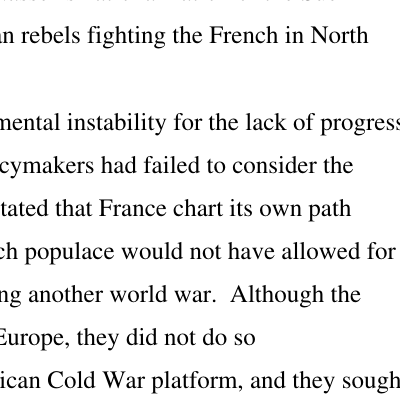 an rebels fighting the French in North
mental instability for the lack of progress
cymakers had failed to consider the
tated that France chart its own path
ch populace would not have allowed for
ng another world war.  Although the
Europe, they did not do so
ican Cold War platform, and they sough